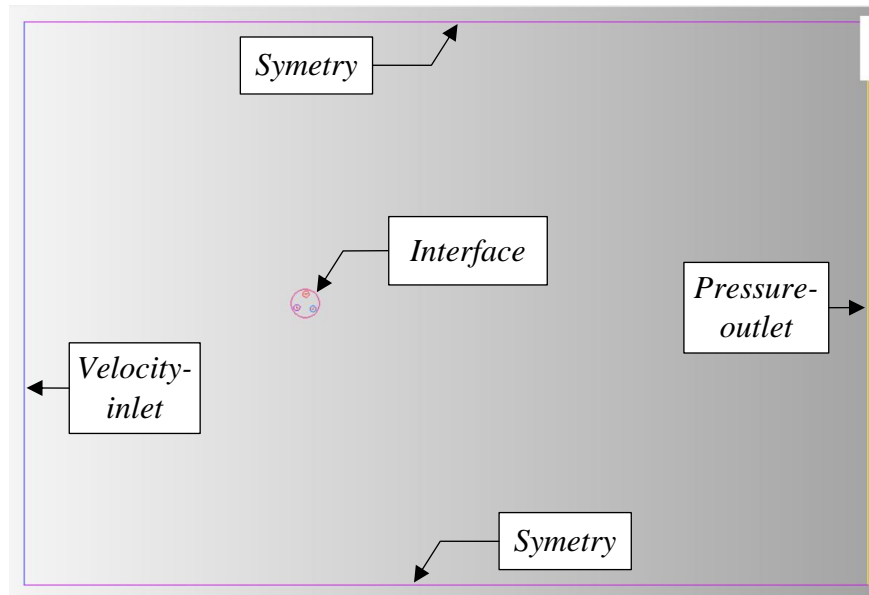 Symetry
Interface
Pressure-
outlet
Velocity-
inlet
Symetry